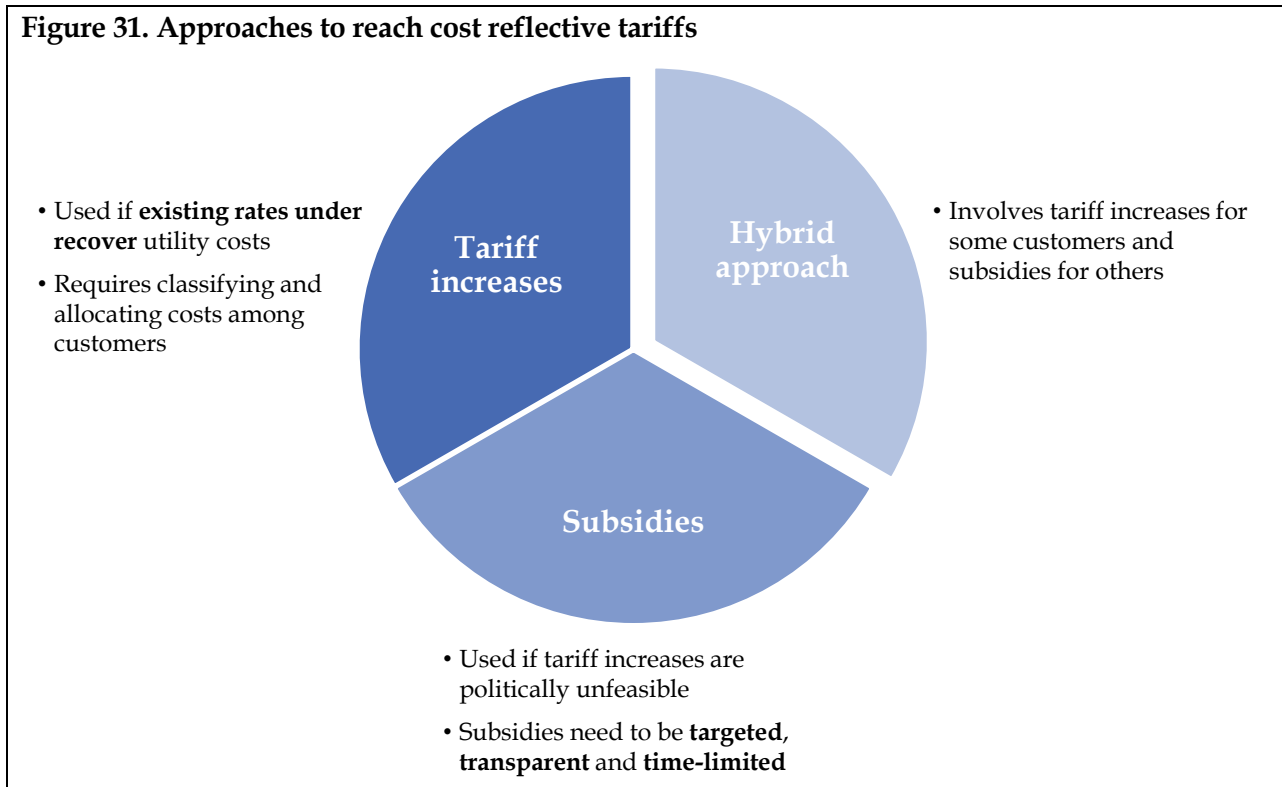 Figure 31. Approaches to reach cost reflective tariffs
• Used if existing rates under
recover utility costs
• Requires classifying and
allocating costs among
customers
Tariff
increases
Hybrid
approach
• Involves tariff increases for
some customers and
subsidies for others
Subsidies
• Used if tariff increases are
politically unfeasible
• Subsidies need to be targeted,
transparent and time-limited